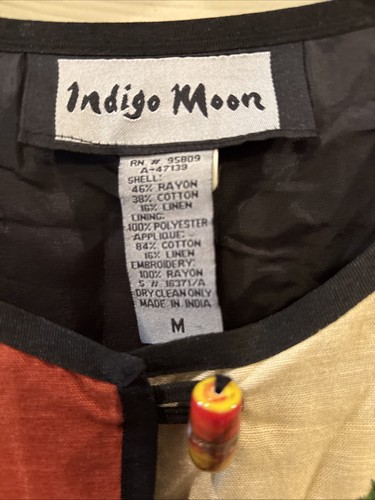 Indigo Moon
RN. # 95809
A-47139
SHELL:
46% RAYON
38% COTTON
16% LINEN
LINING:
100% POLYESTER
APPLIQUE:
84% COTTON
16% LINEN
EMBROIDERY:
100% RAYON
S # 16371/A
DRY CLEAN ONLY
MADE IN INDIA
M